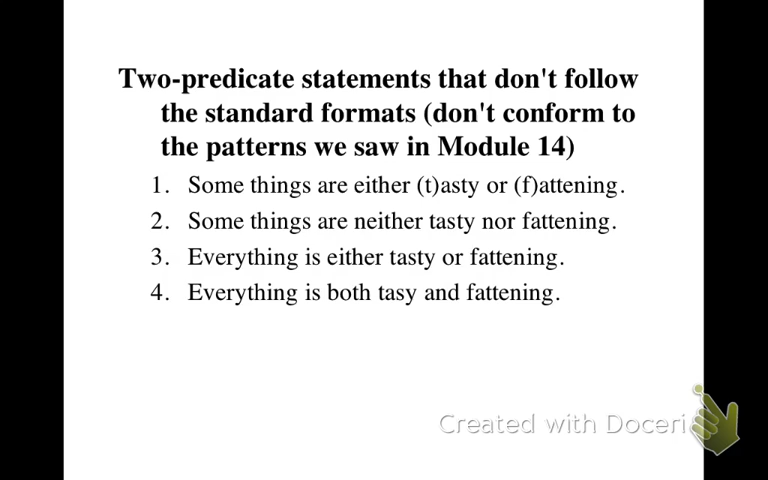 Two-predicate statements that don't follow
the standard formats (don't conform to
the patterns we saw in Module 14)
1. Some things are either (t)asty or (f)attening.
2. Some things are neither tasty nor fattening.
3. Everything is either tasty or fattening.
4. Everything is both tasy and fattening.
Created with Doceri